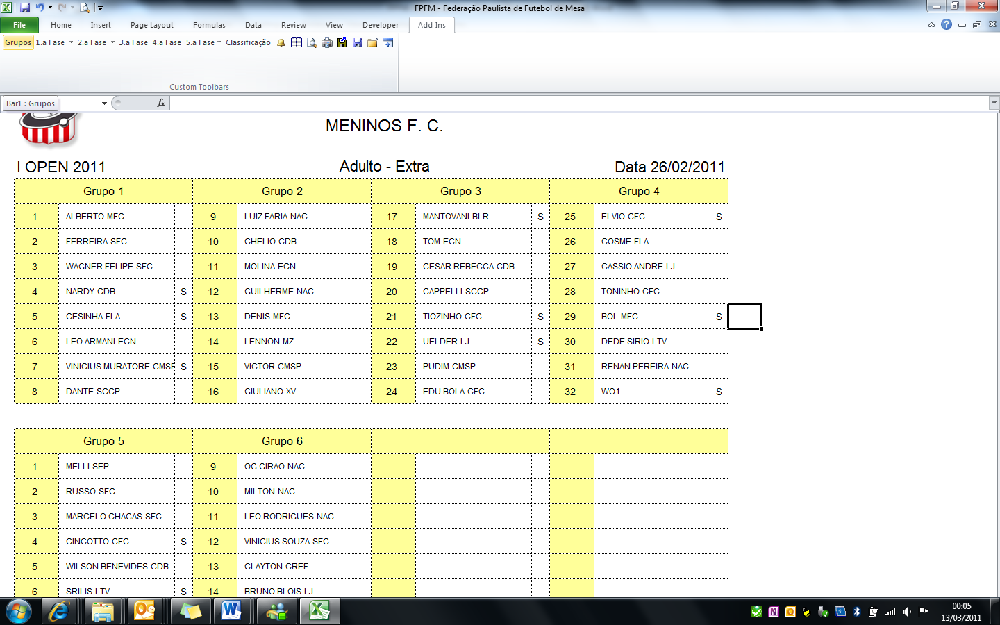 FPFM - Federação Paulista de Futebol de Mesa
File Home Insert Page Layout Formulas Data Review View Developer Add-Ins
Grupos 1.a Fase 2.a Fase 3.a Fase 4.a Fase 5.a Fase Classificação
Custom Toolbars
Bar1 : Grupos fx
MENINOS F. C.
I OPEN 2011 Adulto - Extra Data 26/02/2011
Grupo 1 Grupo 2 Grupo 3 Grupo 4
1 ALBERTO-MFC 9 LUIZ FARIA-NAC 17 MANTOVANI-BLR S 25 ELVIO-CFC S
2 FERREIRA-SFC 10 CHELIO-CDB 18 TOM-ECN 26 COSME-FLA
3 WAGNER FELIPE-SFC 11 MOLINA-ECN 19 CESAR REBECCA-CDB 27 CASSIO ANDRE-LJ
4 NARDY-CDB S 12 GUILHERME-NAC 20 CAPPELLI-SCCP 28 TONINHO-CFC
5 CESINHA-FLA S 13 DENIS-MFC 21 TIOZINHO-CFC S 29 BOL-MFC S
6 LEO ARMANI-ECN 14 LENNON-MZ 22 UELDER-LJ S 30 DEDE SIRIO-LTV
7 VINICIUS MURATORE-CMSP S 15 VICTOR-CMSP 23 PUDIM-CMSP 31 RENAN PEREIRA-NAC
8 DANTE-SCCP 16 GIULIANO-XV 24 EDU BOLA-CFC 32 WO1 S
Grupo 5 Grupo 6
1 MELLI-SEP 9 OG GIRAO-NAC
2 RUSSO-SFC 10 MILTON-NAC
3 MARCELO CHAGAS-SFC 11 LEO RODRIGUES-NAC
4 CINCOTTO-CFC S 12 VINICIUS SOUZA-SFC
5 WILSON BENEVIDES-CDB 13 CLAYTON-CREF
6 SRILIS-LTV S 14 BRUNO BLOIS-LJ
00:05
13/03/2011